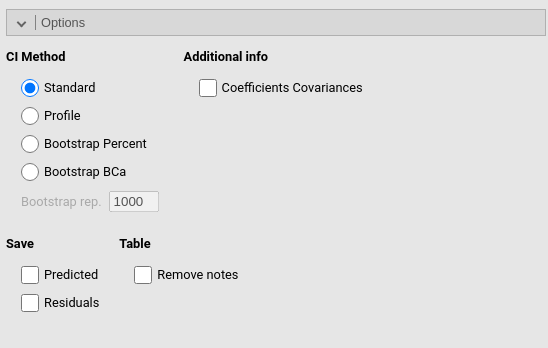 Options
CI Method
Additional info
Standard
Coefficients Covariances
Profile
Bootstrap Percent
Bootstrap BCa
Bootstrap rep. 1000
Save
Table
Predicted
Remove notes
Residuals